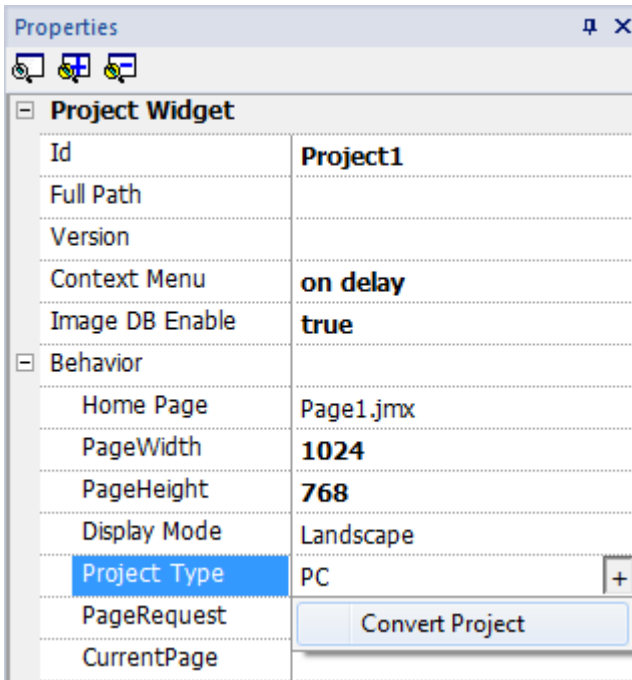 Properties
Project Widget
Id Project1
Full Path
Version
Context Menu on delay
Image DB Enable true
Behavior
Home Page Page1.jmx
PageWidth 1024
PageHeight 768
Display Mode Landscape
Project Type PC +
PageRequest Convert Project
CurrentPage